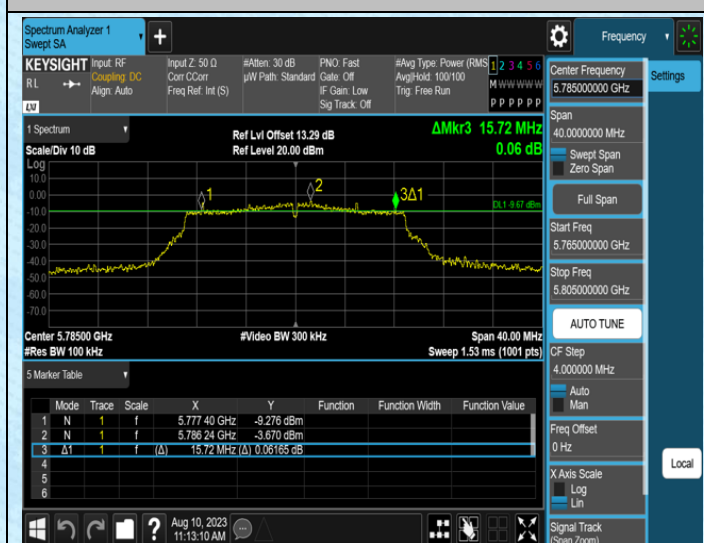 Spectrum Analyzer 1
Swept SA
+
Frequency
KEYSIGHT Input: RF Input Z: 50 Ω #Atten: 30 dB PNO: Fast #Avg Type: Power (RMS 1 2 3 4 5 6
RL Coupling: DC Corr CCorr µW Path: Standard Gate: Off Avg|Hold: 100/100 M W W W W W
Align: Auto Freq Ref: Int (S) IF Gain: Low Trig: Free Run
LXI Sig Track: Off P P P P P P
1 Spectrum
Ref Lvl Offset 13.29 dB ΔMkr3 15.72 MHz
Scale/Div 10 dB Ref Level 20.00 dBm 0.06 dB
Log
10.0
0.00
-10.0
-20.0
-30.0
-40.0
-50.0
-60.0
-70.0
1
2
3Δ1
DL1 -9.67 dBm
Center 5.78500 GHz #Video BW 300 kHz Span 40.00 MHz
#Res BW 100 kHz Sweep 1.53 ms (1001 pts)
5 Marker Table
Mode Trace Scale X Y Function Function Width Function Value
1 N 1 f 5.777 40 GHz -9.276 dBm
2 N 1 f 5.786 24 GHz -3.670 dBm
3 Δ1 1 f (Δ) 15.72 MHz (Δ) 0.06165 dB
4
5
6
Aug 10, 2023
11:13:10 AM
?
Center Frequency
5.785000000 GHz
Span
40.0000000 MHz
Swept Span
Zero Span
Full Span
Start Freq
5.765000000 GHz
Stop Freq
5.805000000 GHz
AUTO TUNE
CF Step
4.000000 MHz
Auto
Man
Freq Offset
0 Hz
X Axis Scale
Log
Lin
Signal Track
(Span Zoom)
Settings
Local